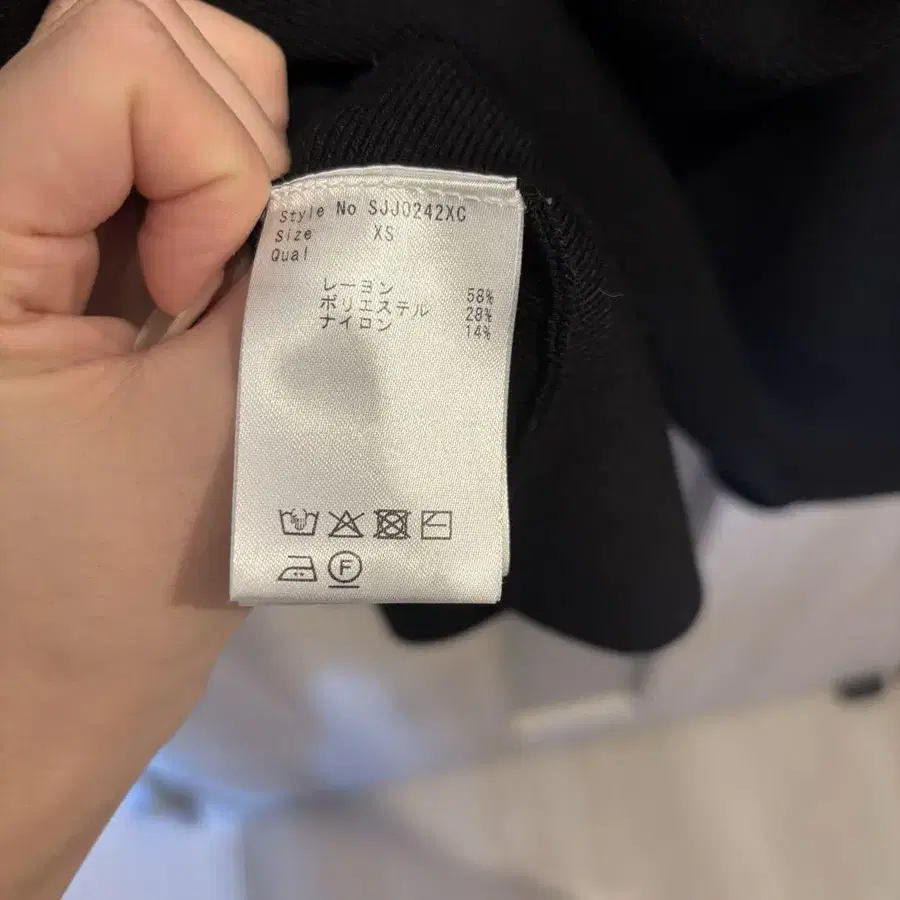 Style No SJJ0242XC
Size XS
Qual
レーヨン 58%
ポリエステル 28%
ナイロン 14%
F